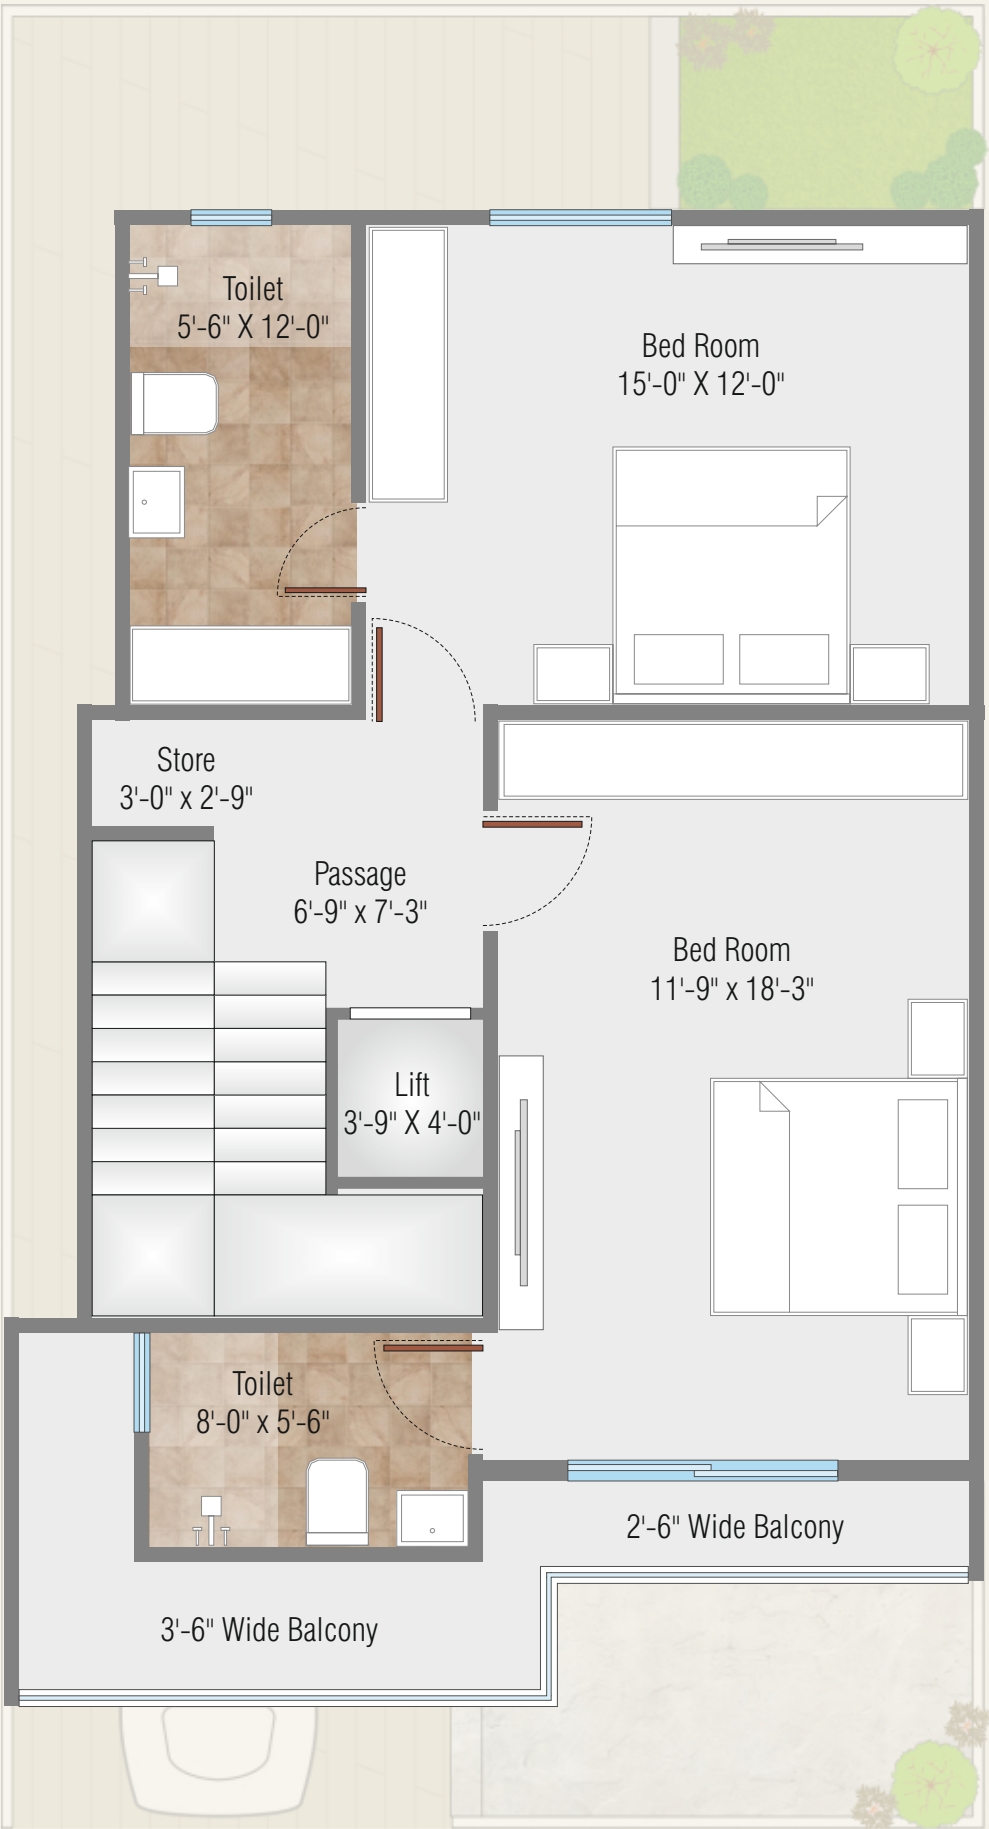 Toilet
5'-6" X 12'-0"
Bed Room
15'-0" X 12'-0"
Store
3'-0" x 2'-9"
Passage
6'-9" x 7'-3"
Bed Room
11'-9" x 18'-3"
Lift
3'-9" X 4'-0"
Toilet
8'-0" x 5'-6"
2'-6" Wide Balcony
3'-6" Wide Balcony